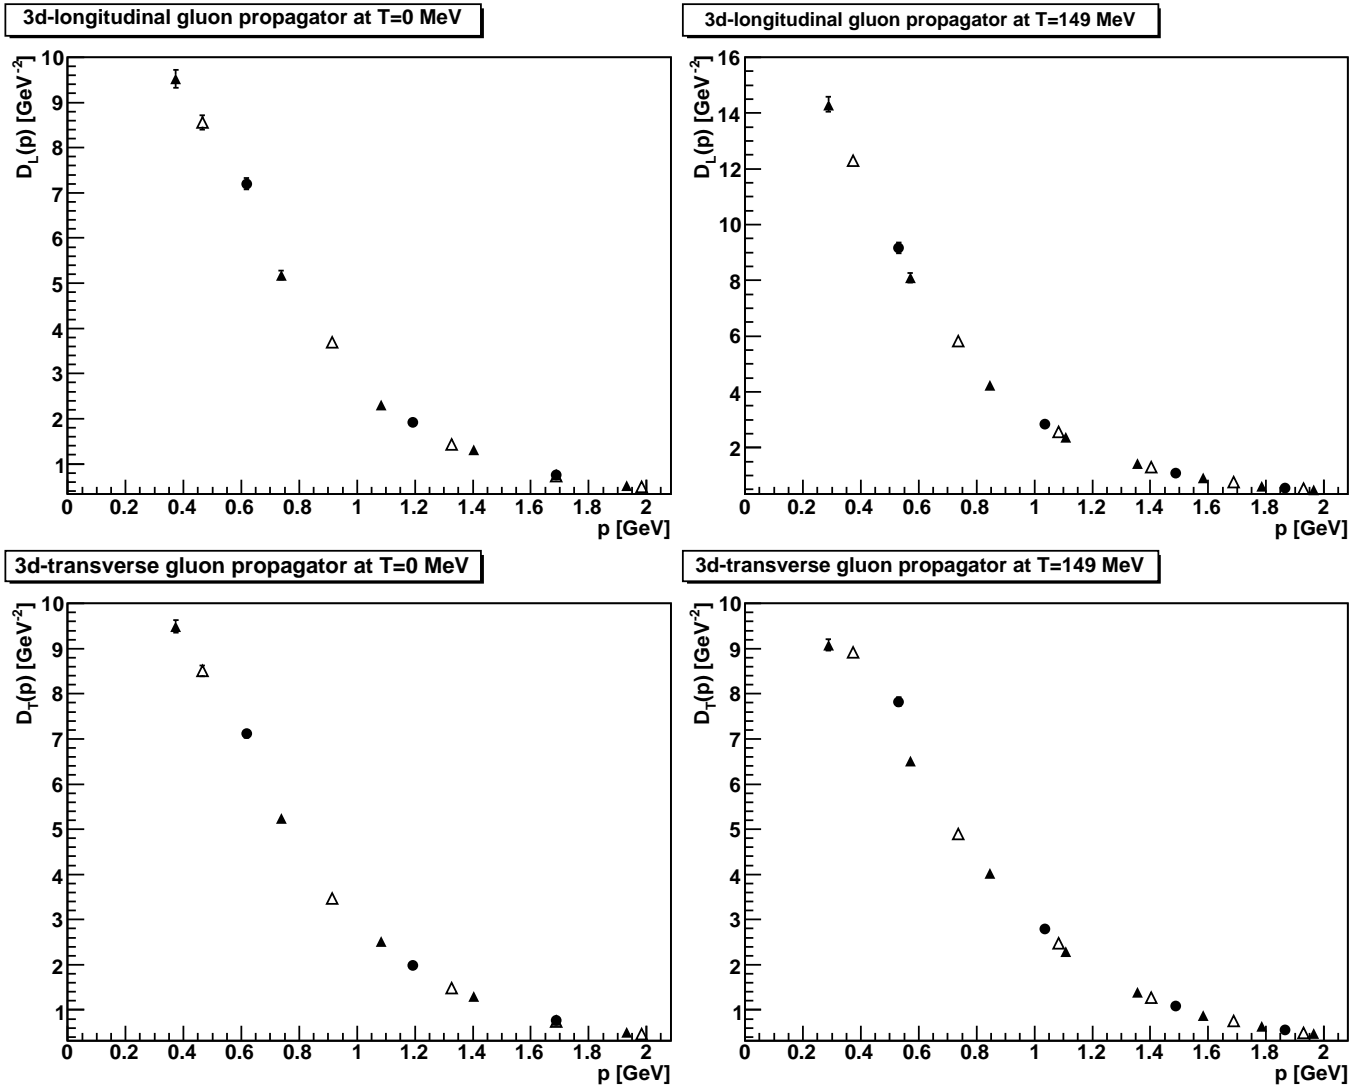 3d-longitudinal gluon propagator at T=0 MeV
D_L(p) [GeV^-2]
10
9
8
7
6
5
4
3
2
1
0 0.2 0.4 0.6 0.8 1 1.2 1.4 1.6 1.8 2
p [GeV]
3d-longitudinal gluon propagator at T=149 MeV
D_L(p) [GeV^-2]
16
14
12
10
8
6
4
2
0 0.2 0.4 0.6 0.8 1 1.2 1.4 1.6 1.8 2
p [GeV]
3d-transverse gluon propagator at T=0 MeV
D_T(p) [GeV^-2]
10
9
8
7
6
5
4
3
2
1
0 0.2 0.4 0.6 0.8 1 1.2 1.4 1.6 1.8 2
p [GeV]
3d-transverse gluon propagator at T=149 MeV
D_T(p) [GeV^-2]
10
9
8
7
6
5
4
3
2
1
0 0.2 0.4 0.6 0.8 1 1.2 1.4 1.6 1.8 2
p [GeV]